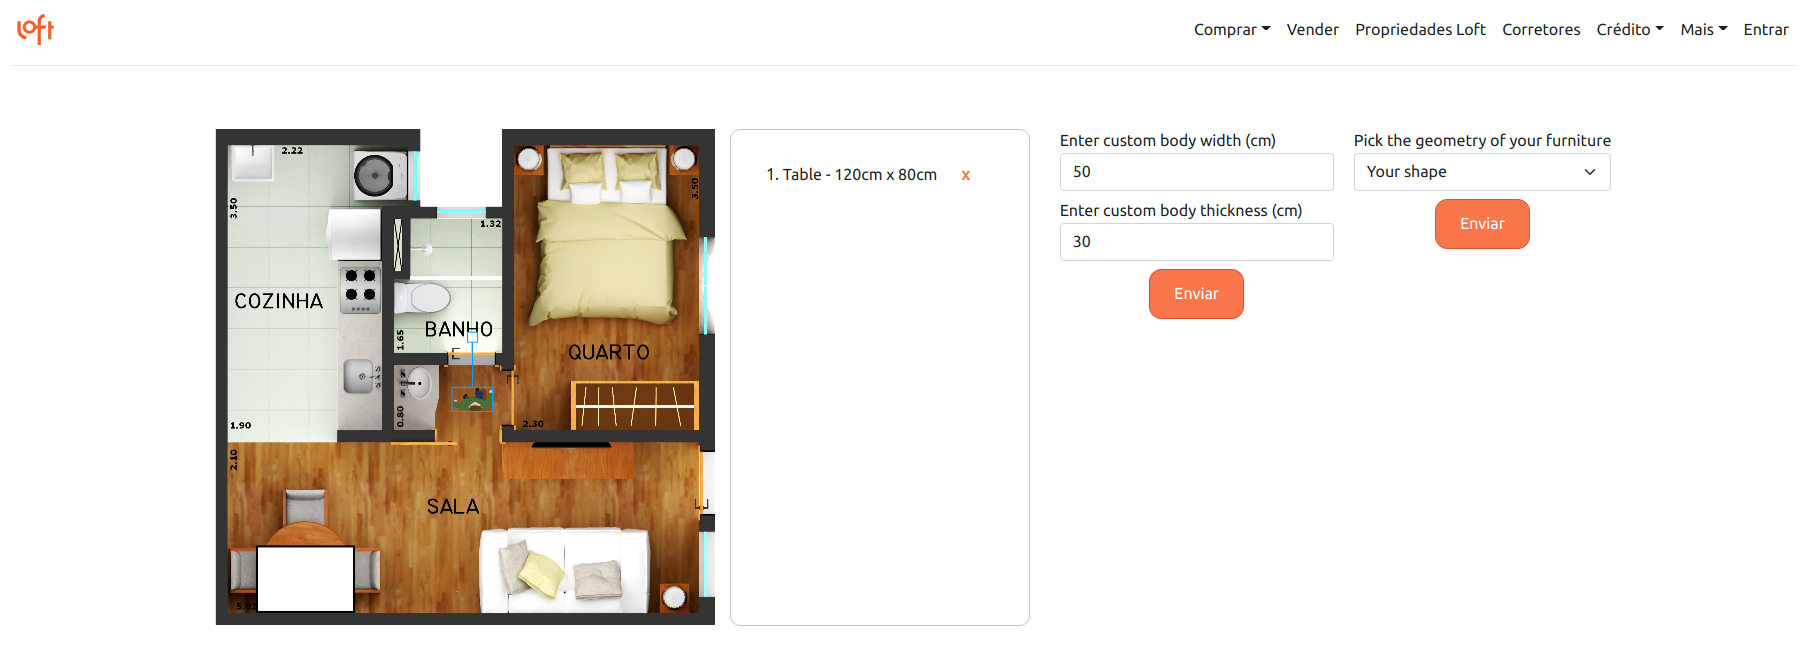 Loft
Comprar Vender Propriedades Loft Corretores Crédito Mais Entrar
2.22
3.50
COZINHA
1.90
1.32
BANHO
1.65
0.80
3.50
QUARTO
2.30
2.10
SALA
5.82
1. Table - 120cm x 80cm x
Enter custom body width (cm)
50
Enter custom body thickness (cm)
30
Enviar
Pick the geometry of your furniture
Your shape
Enviar